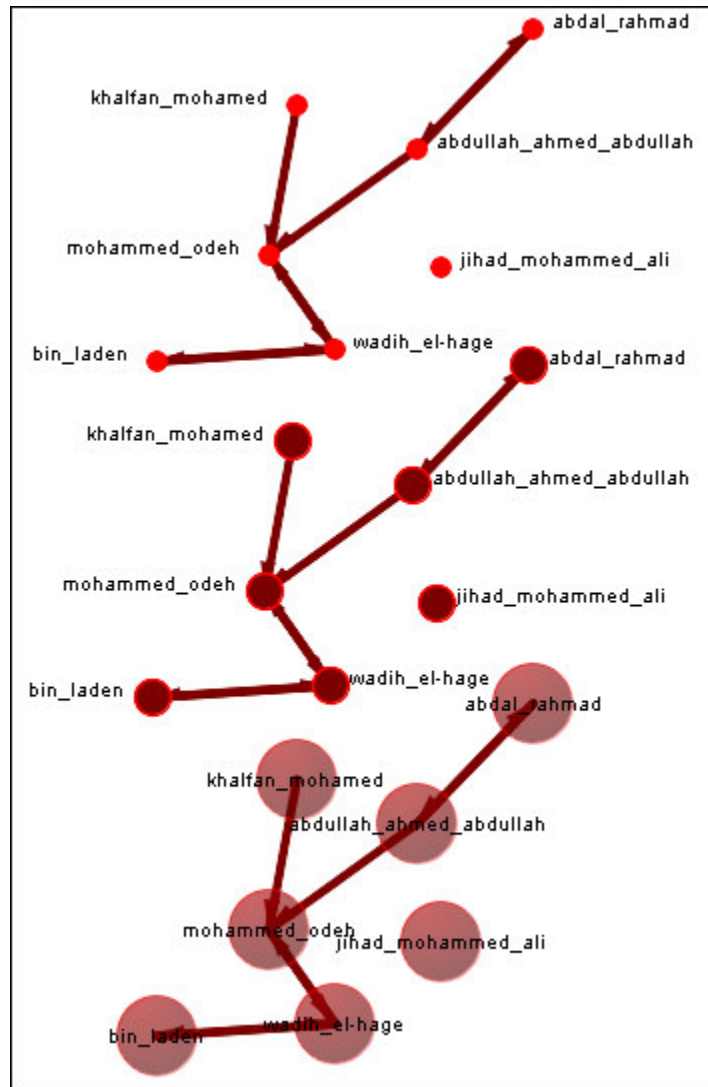 abdal_rahmad
khalfan_mohamed
abdullah_ahmed_abdullah
mohammed_odeh
jihad_mohammed_ali
wadih_el-hage
bin_laden
abdal_rahmad
khalfan_mohamed
abdullah_ahmed_abdullah
mohammed_odeh
jihad_mohammed_ali
wadih_el-hage
bin_laden
abdal_rahmad
khalfan_mohamed
abdullah_ahmed_abdullah
mohammed_odeh
jihad_mohammed_ali
wadih_el-hage
bin_laden